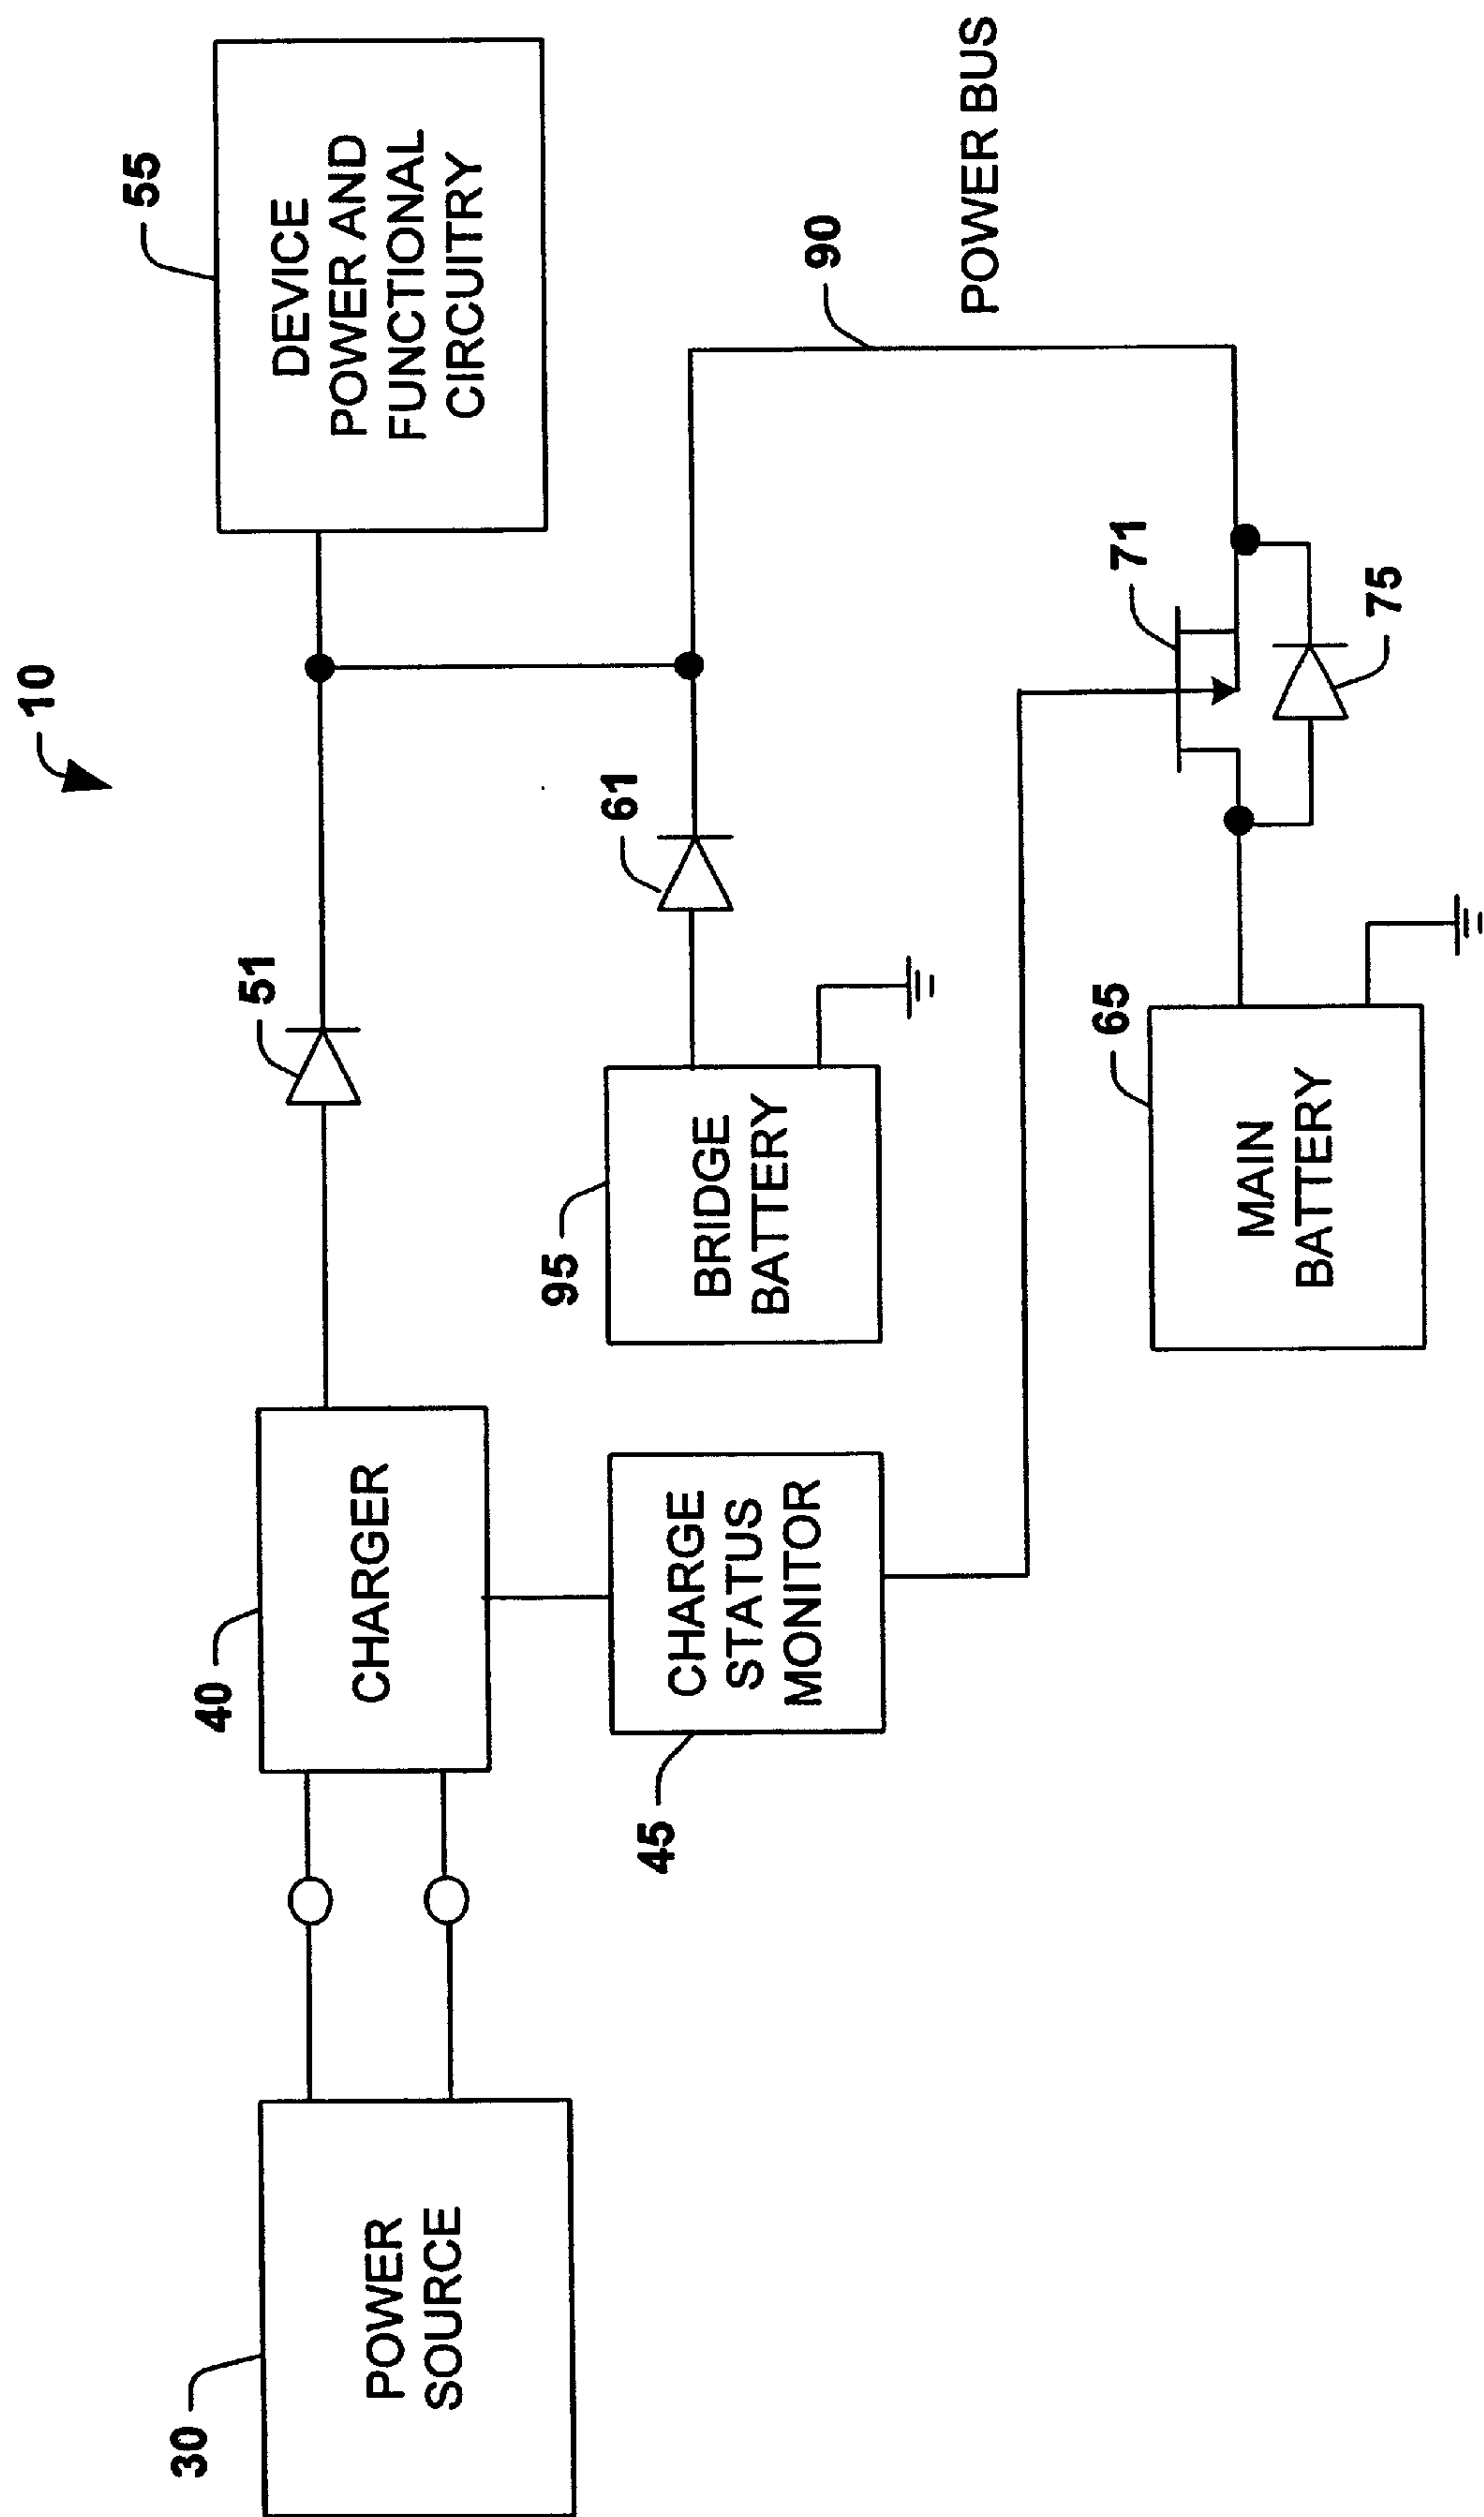 10
30
POWER
SOURCE
40
CHARGER
45
CHARGE
STATUS
MONITOR
51
55
DEVICE
POWER AND
FUNCTIONAL
CIRCUITRY
95
BRIDGE
BATTERY
61
90
POWER BUS
65
MAIN
BATTERY
71
75